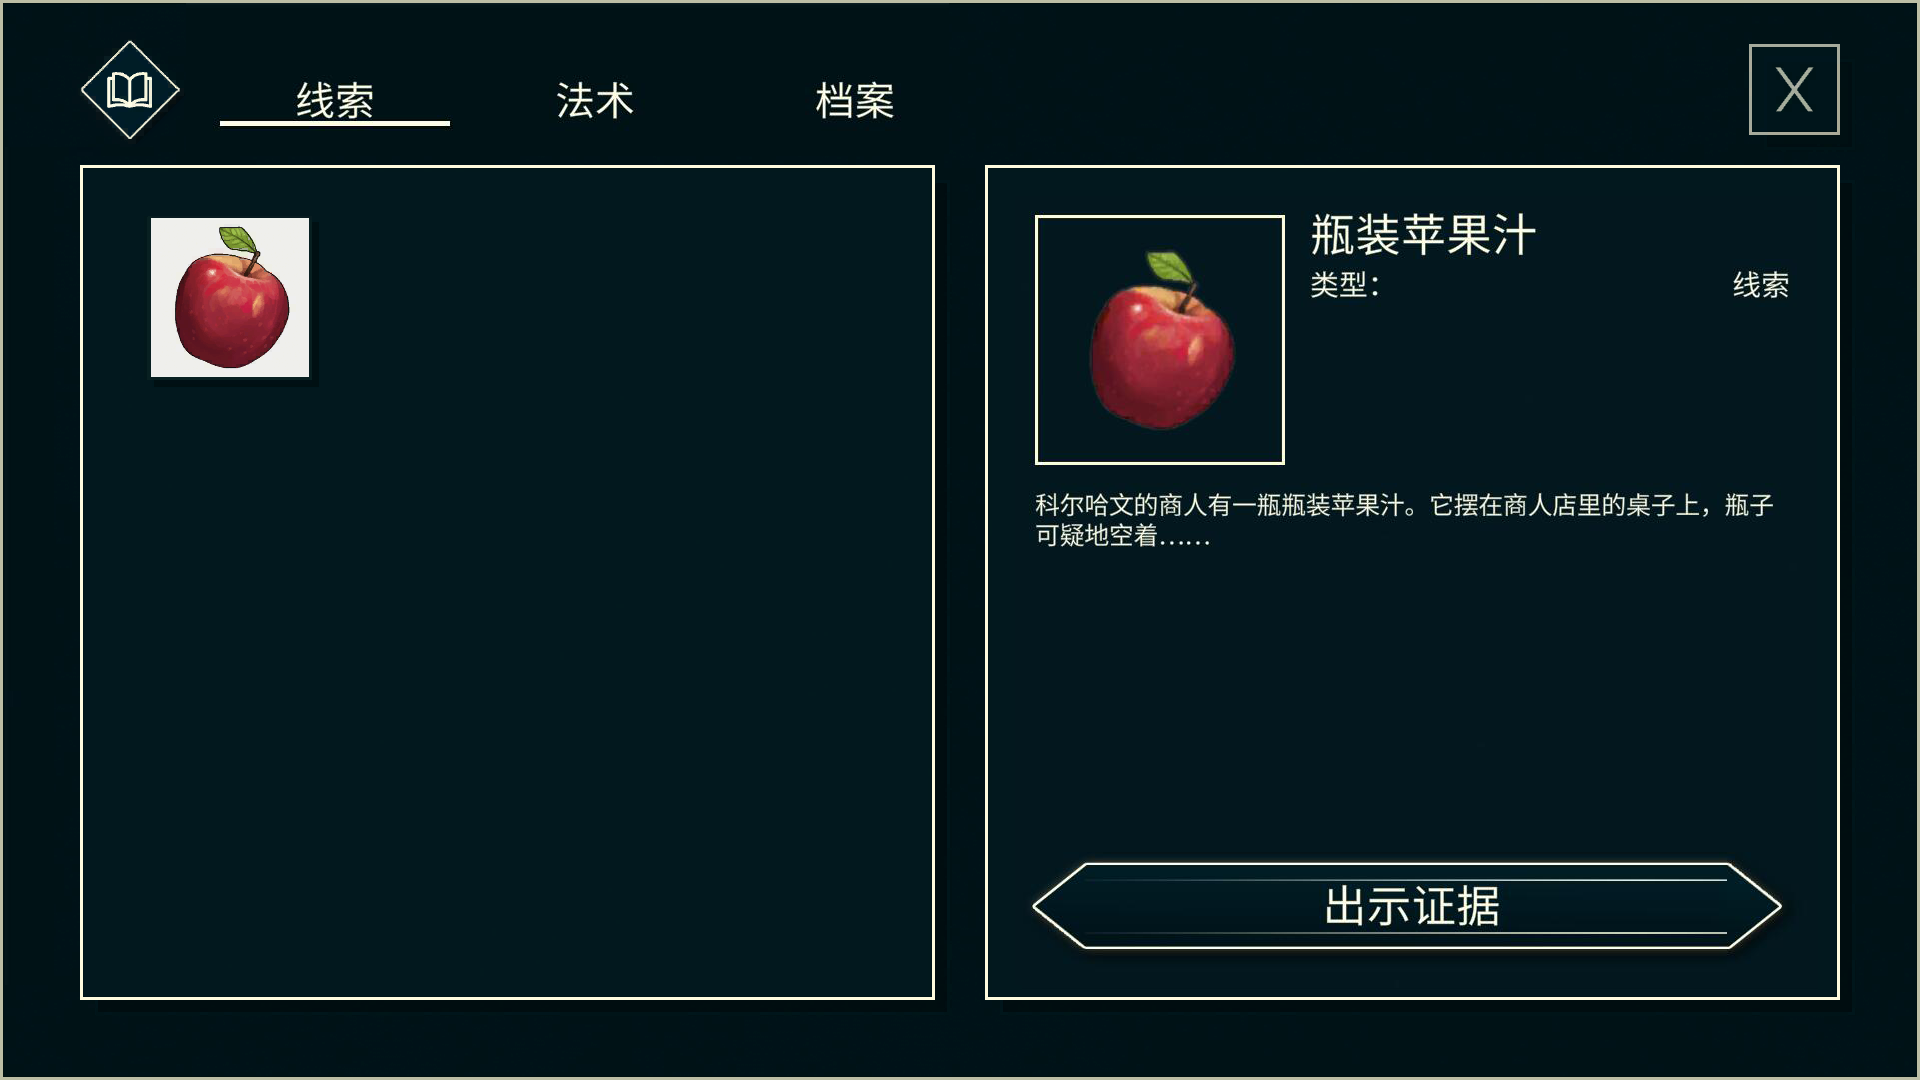 线索
法术
档案
X
瓶装苹果汁
类型：
线索
科尔哈文的商人有一瓶瓶装苹果汁。它摆在商人店里的桌子上，瓶子
可疑地空着……
出示证据